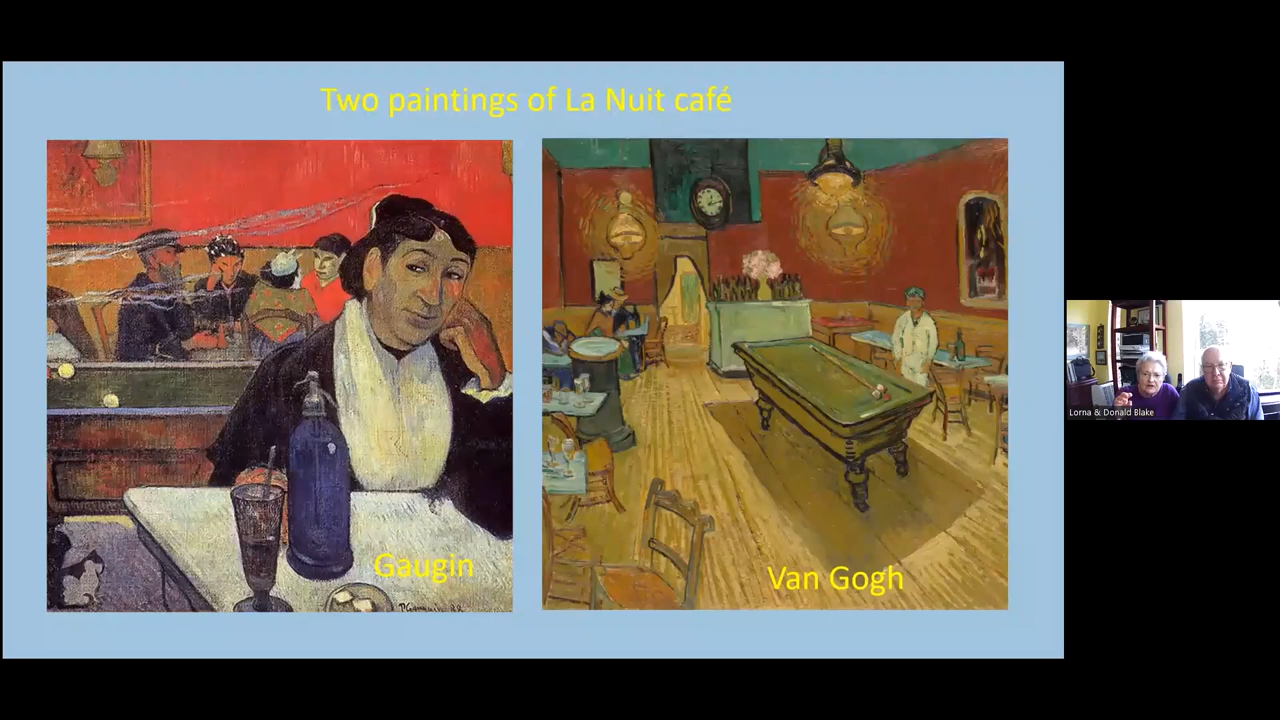 Two paintings of La Nuit café
Gaugin
Van Gogh
Lorna & Donald Blake